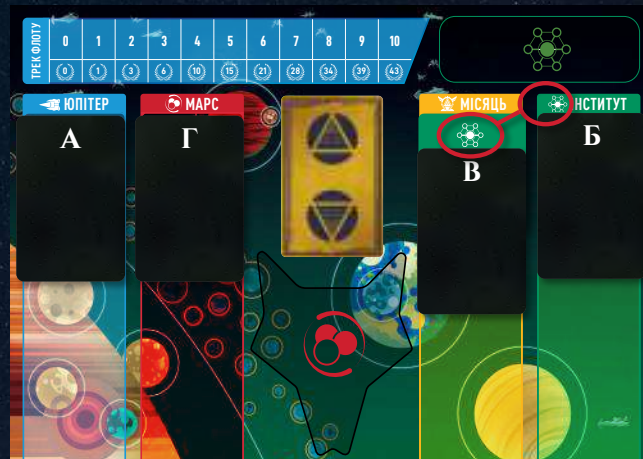 ТРЕК ФЛОТУ
0 1 2 3 4 5 6 7 8 9 10
0 1 3 6 10 15 21 28 34 39 43
ЮПІТЕР МАРС МІСЯЦЬ ІНСТИТУТ
А Г В Б